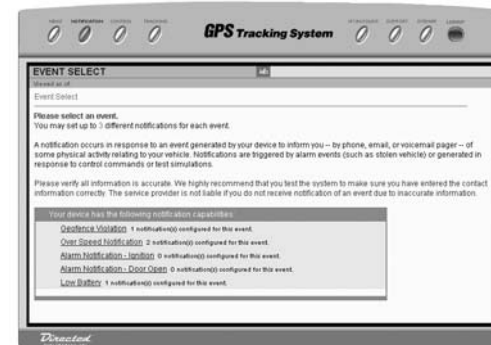 NOTIFICATION
GPS Tracking System
EVENT SELECT
Viewed as of
Event Select
Please select an event.
You may set up to 3 different notifications for each event.
A notification occurs in response to an event generated by your device to inform you -- by phone, email, or voicemail pager -- of
some physical activity relating to your vehicle. Notifications are triggered by alarm events (such as stolen vehicle) or generated in
response to control commands or test simulations.
Please verify all information is accurate. We highly recommend that you test the system to make sure you have entered the contact
information correctly. The service provider is not liable if you do not receive notification of an event due to inaccurate information.
Your device has the following notification capabilities:
Geofence Violation 1 notification(s) configured for this event.
Over Speed Notification 2 notification(s) configured for this event.
Alarm Notification - Ignition 0 notification(s) configured for this event.
Alarm Notification - Door Open 0 notification(s) configured for this event.
Low Battery 1 notification(s) configured for this event.
Directed